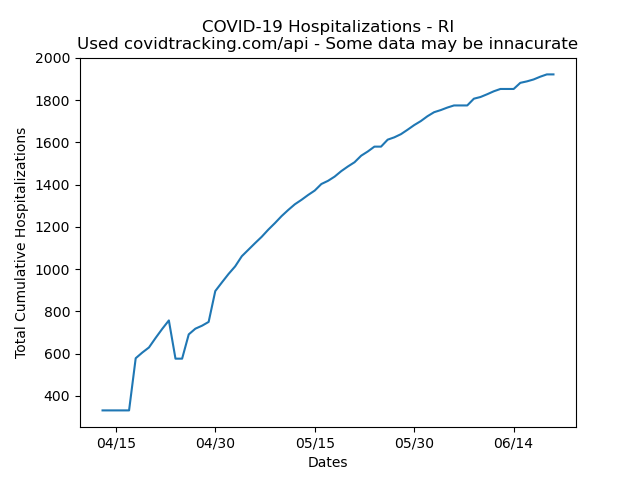 COVID-19 Hospitalizations - RI
Used covidtracking.com/api - Some data may be innacurate
Total Cumulative Hospitalizations
2000
1800
1600
1400
1200
1000
800
600
400
04/15 04/30 05/15 05/30 06/14
Dates